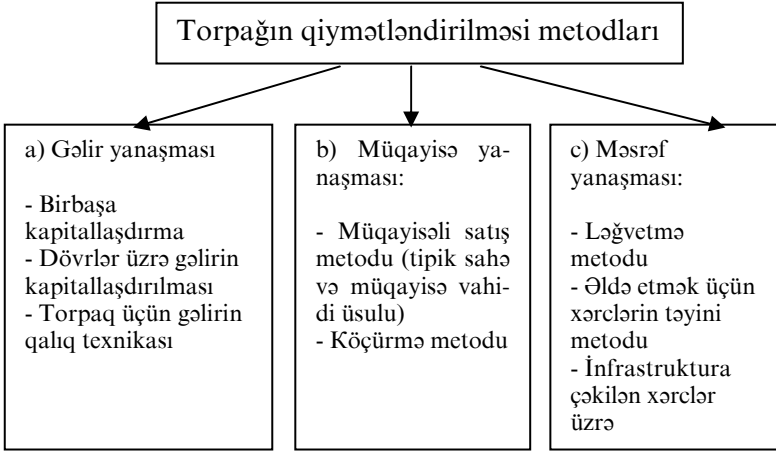 Torpağın qiymətləndirilməsi metodları
a) Gəlir yanaşması
- Birbaşa
kapitallaşdırma
- Dövrlər üzrə gəlirin
kapitallaşdırılması
- Torpaq üçün gəlirin
qalıq texnikası
b) Müqayisə ya-
naşması:
- Müqayisəli satış
metodu (tipik sahə
və müqayisə vahi-
di üsulu)
- Köçürmə metodu
c) Məsrəf
yanaşması:
- Ləğvetmə
metodu
- Əldə etmək üçün
xərclərin təyini
metodu
- İnfrastruktura
çəkilən xərclər
üzrə